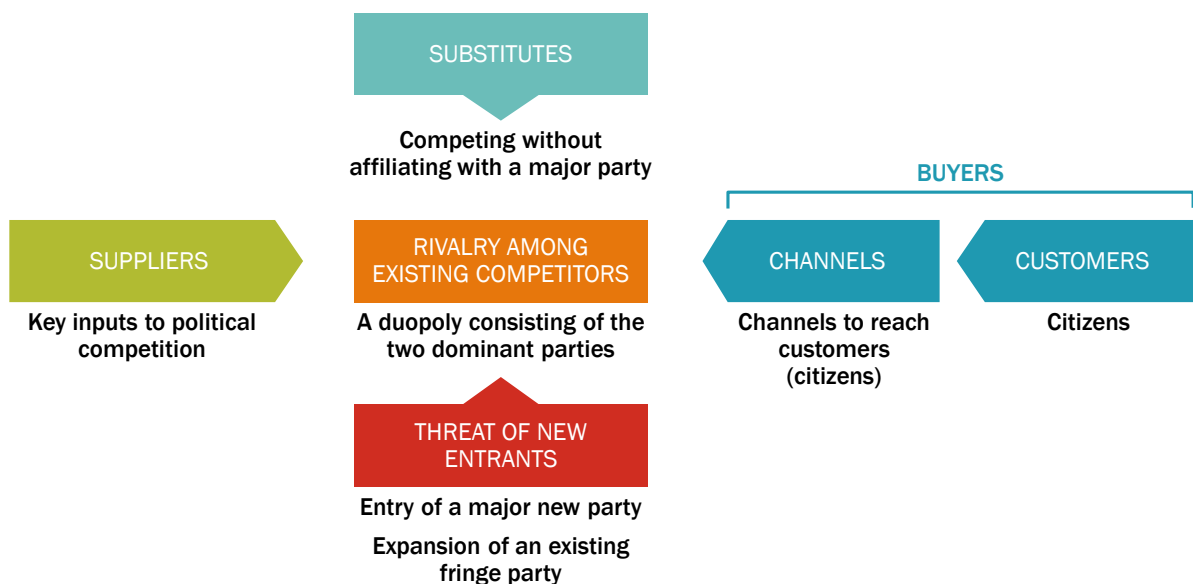 SUBSTITUTES
Competing without
affiliating with a major party
BUYERS
SUPPLIERS
Key inputs to political
competition
RIVALRY AMONG
EXISTING COMPETITORS
A duopoly consisting of the
two dominant parties
CHANNELS
Channels to reach
customers
(citizens)
CUSTOMERS
Citizens
THREAT OF NEW
ENTRANTS
Entry of a major new party
Expansion of an existing
fringe party